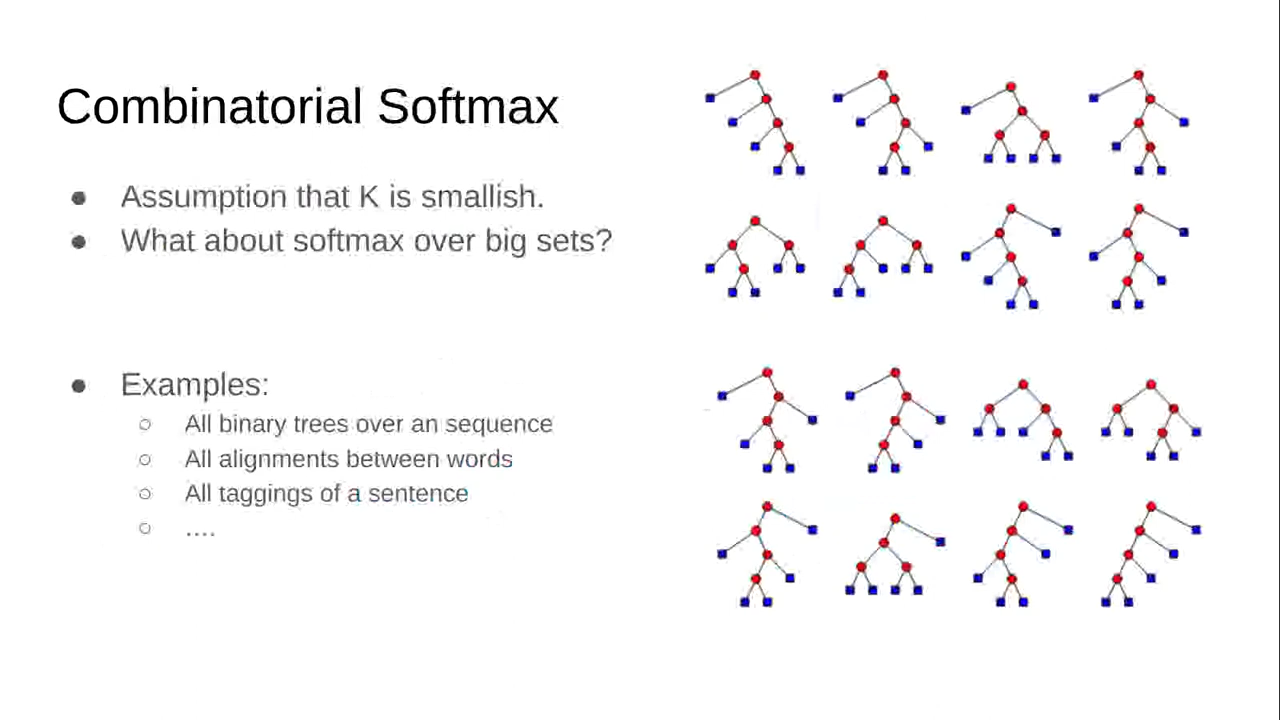 Combinatorial Softmax
● Assumption that K is smallish.
● What about softmax over big sets?
● Examples:
○ All binary trees over an sequence
○ All alignments between words
○ All taggings of a sentence
○ ....